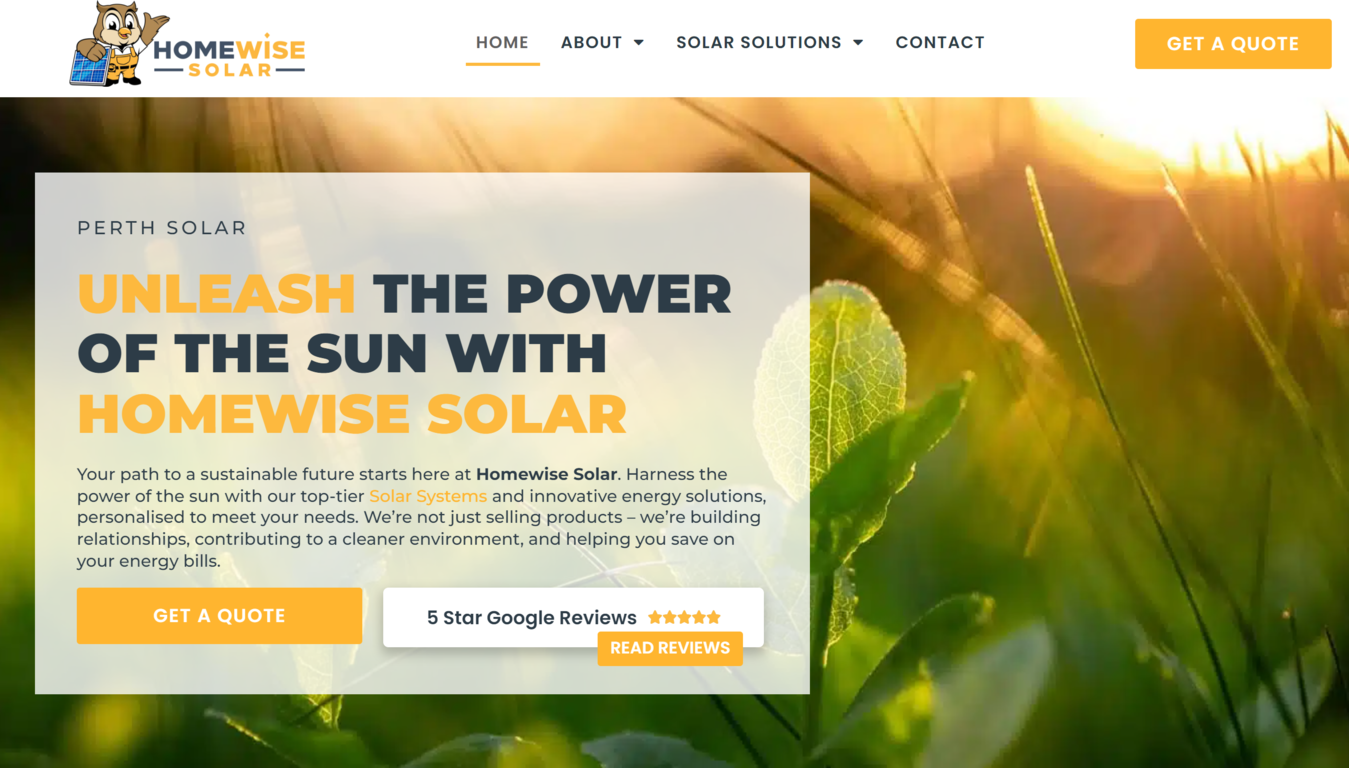 HOMEWISE
SOLAR
HOME
ABOUT
SOLAR SOLUTIONS
CONTACT
GET A QUOTE
PERTH SOLAR
UNLEASH THE POWER
OF THE SUN WITH
HOMEWISE SOLAR
Your path to a sustainable future starts here at Homewise Solar. Harness the
power of the sun with our top-tier Solar Systems and innovative energy solutions,
personalised to meet your needs. We’re not just selling products – we’re building
relationships, contributing to a cleaner environment, and helping you save on
your energy bills.
GET A QUOTE
5 Star Google Reviews
READ REVIEWS